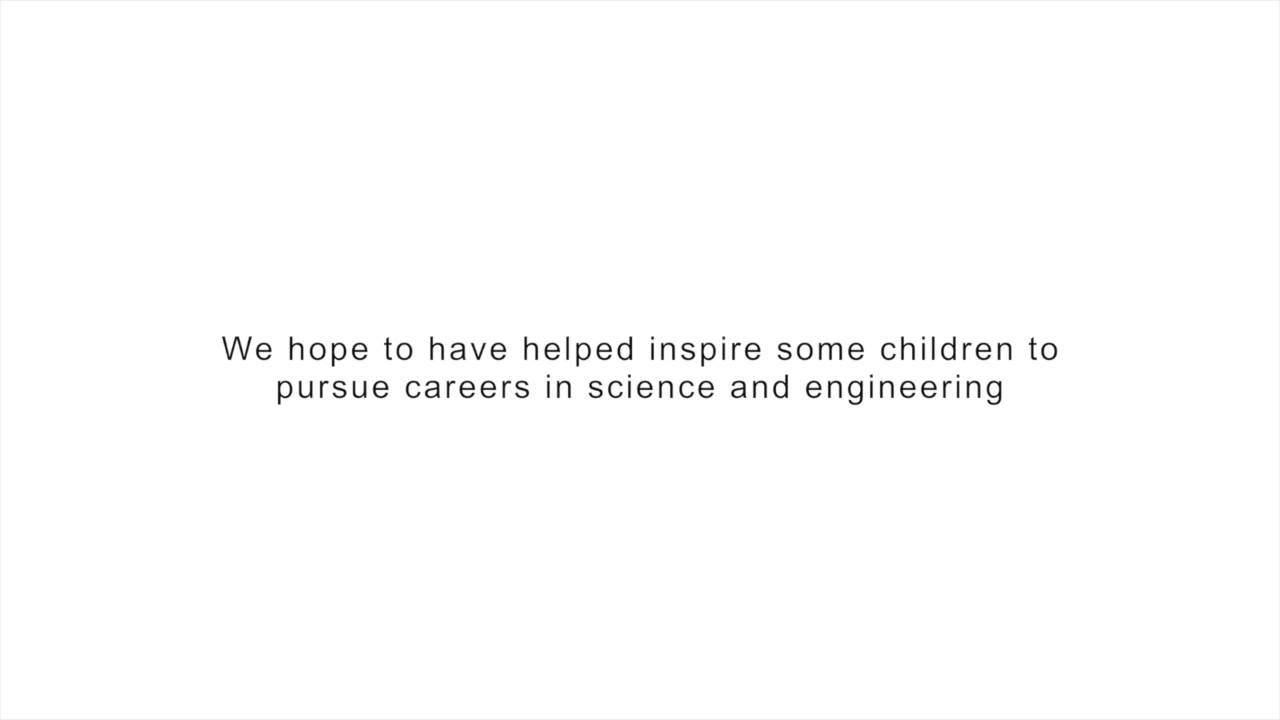 We hope to have helped inspire some children to
pursue careers in science and engineering